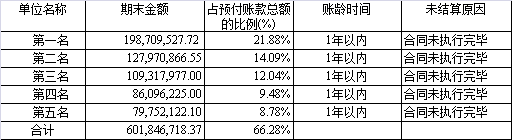 单位名称 期末金额 占预付账款总额的比例(%) 账龄时间 未结算原因
第一名 198,709,527.72 21.88% 1年以内 合同未执行完毕
第二名 127,970,866.55 14.09% 1年以内 合同未执行完毕
第三名 109,317,977.00 12.04% 1年以内 合同未执行完毕
第四名 86,096,225.00 9.48% 1年以内 合同未执行完毕
第五名 79,752,122.10 8.78% 1年以内 合同未执行完毕
合计 601,846,718.37 66.28%